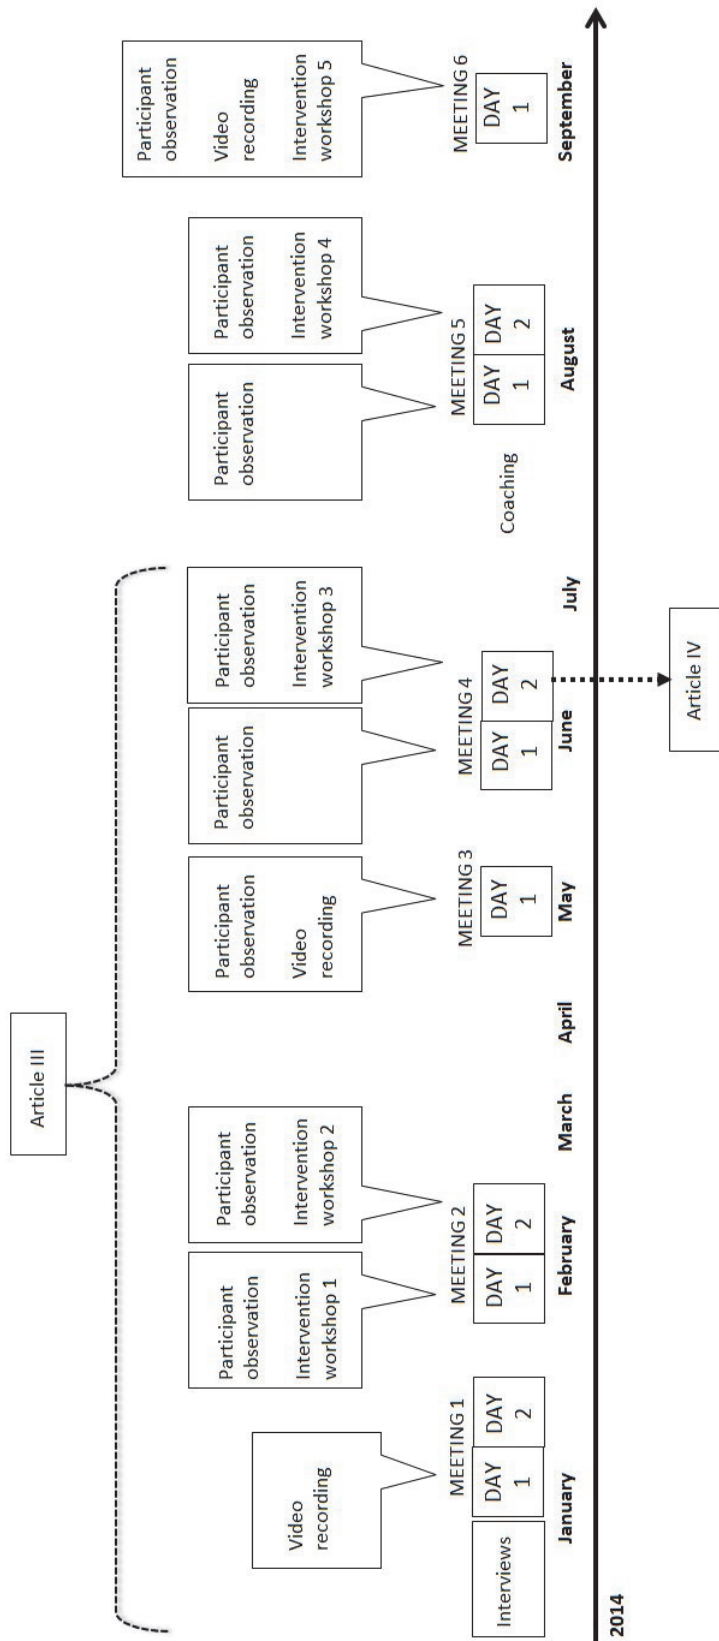 Article III
Video
recording
Participant
observation
Intervention
workshop 1
Participant
observation
Intervention
workshop 2
Participant
observation
Video
recording
Participant
observation
Participant
observation
Intervention
workshop 3
Participant
observation
Participant
observation
Intervention
workshop 4
Participant
observation
Video
recording
Intervention
workshop 5
Interviews
MEETING 1
DAY
1
DAY
2
MEETING 2
DAY
1
DAY
2
MEETING 3
DAY
1
MEETING 4
DAY
1
DAY
2
Coaching
MEETING 5
DAY
1
DAY
2
MEETING 6
DAY
1
January
February
March
April
May
June
July
August
September
2014
Article IV